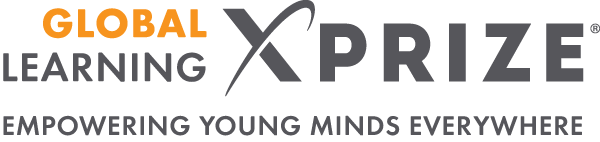 GLOBAL
LEARNING XPRIZE®
EMPOWERING YOUNG MINDS EVERYWHERE